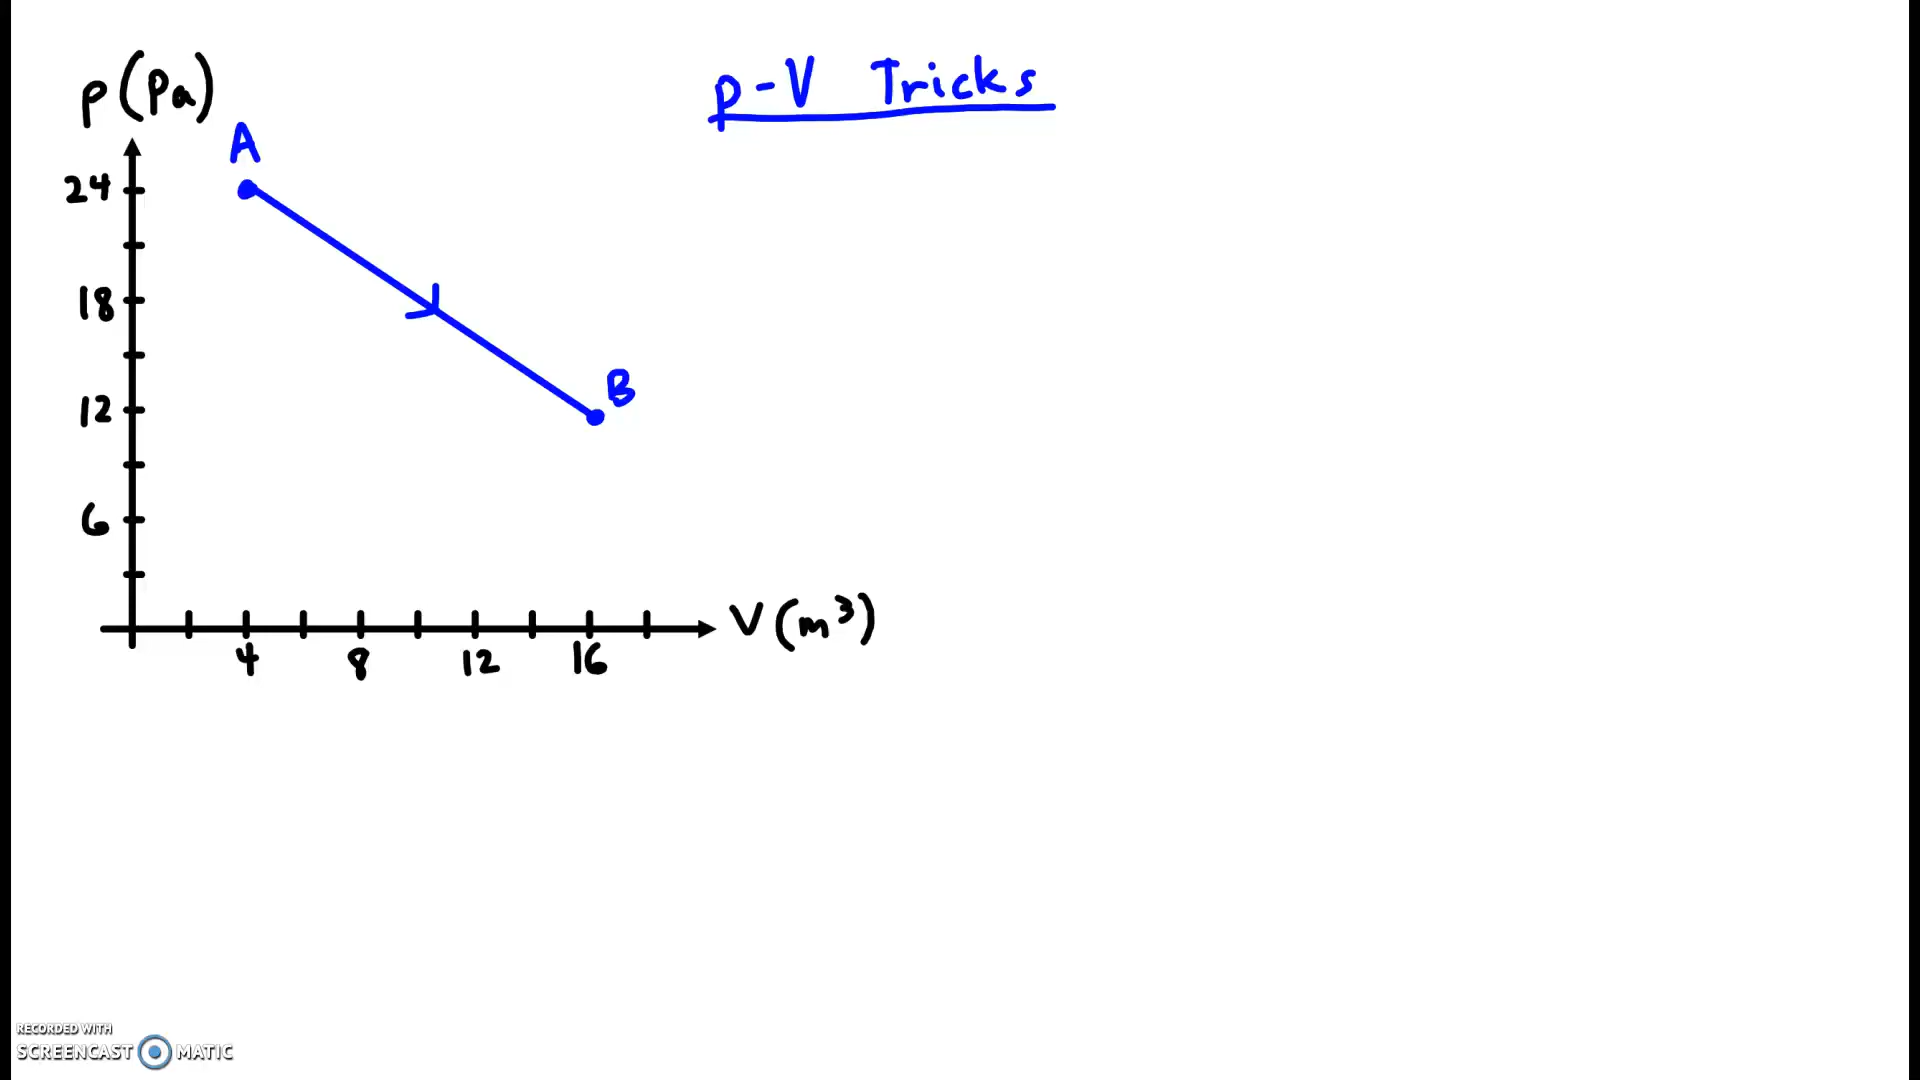 p-V Tricks
p(Pa)
A
24
18
B
12
6
V(m³)
4 8 12 16
RECORDED WITH
SCREENCAST MATIC